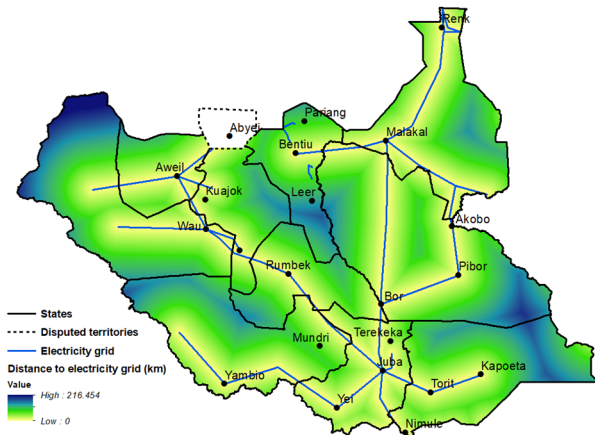 Renk
Pariang
Abyei
Malakal
Bentiu
Aweil
Kuajok
Leer
Akobo
Wau
Rumbek
Pibor
Bor
States
Disputed territories
Mundri
Terekeka
Electricity grid
Distance to electricity grid (km)
Juba
Kapoeta
Value
Yambio
Torit
High : 216.454
Yei
Low : 0
Nimule